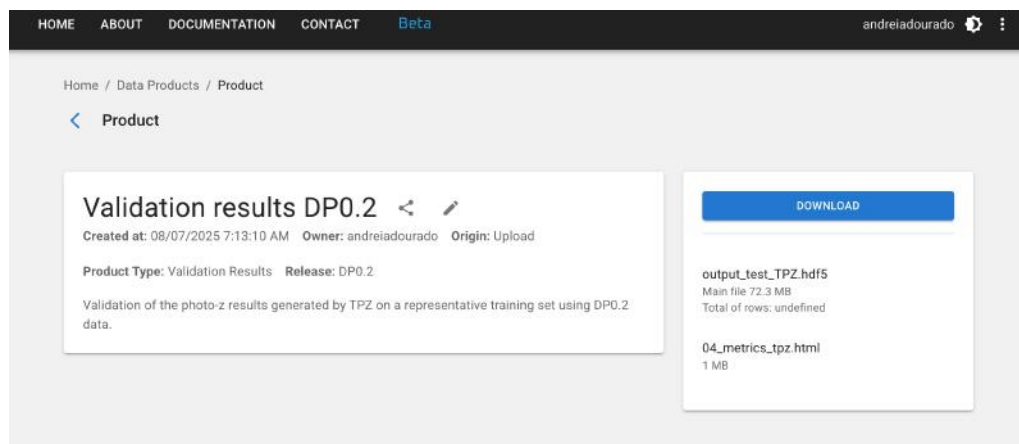 HOME ABOUT DOCUMENTATION CONTACT Beta andreiadourado
Home / Data Products / Product
Product
Validation results DP0.2
Created at: 08/07/2025 7:13:10 AM Owner: andreiadourado Origin: Upload
Product Type: Validation Results Release: DP0.2
Validation of the photo-z results generated by TPZ on a representative training set using DP0.2
data.
DOWNLOAD
output_test_TPZ.hdf5
Main file 72.3 MB
Total of rows: undefined
04_metrics_tpz.html
1 MB